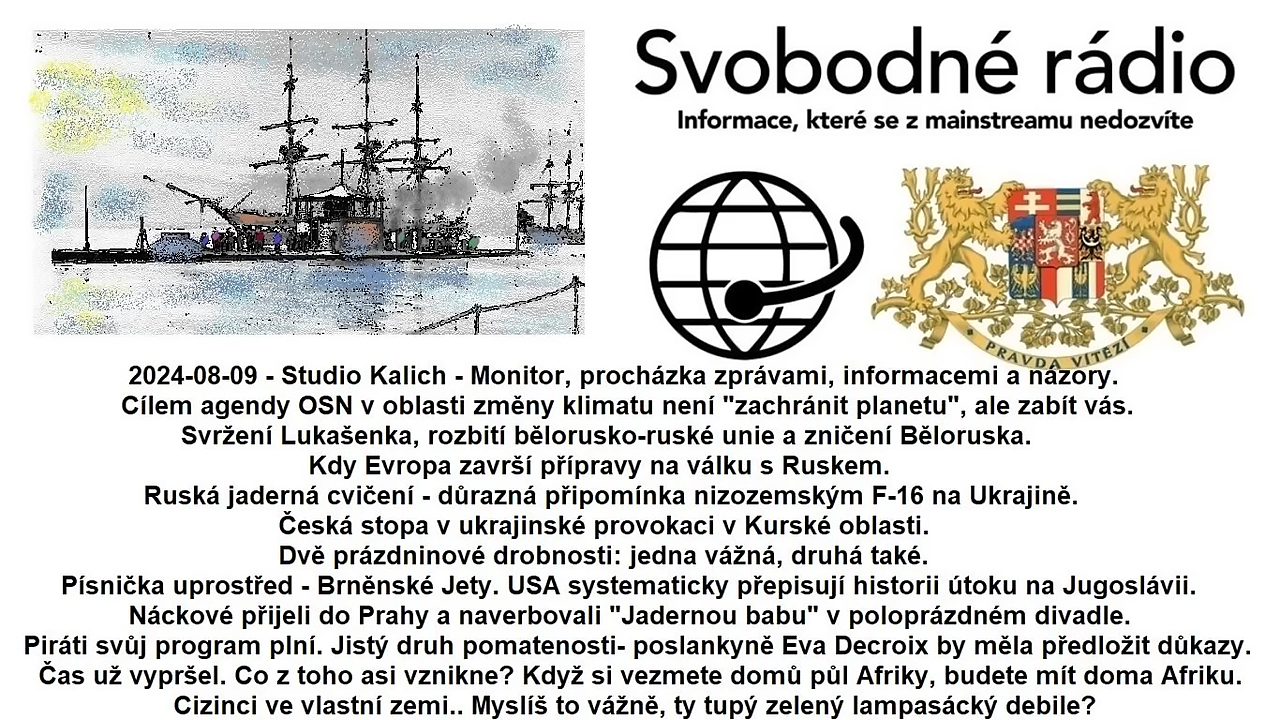 Svobodné rádio
Informace, které se z mainstreamu nedozvíte
PRAVDA VÍTĚZÍ
2024-08-09 - Studio Kalich - Monitor, procházka zprávami, informacemi a názory.
Cílem agendy OSN v oblasti změny klimatu není "zachránit planetu", ale zabít vás.
Svržení Lukašenka, rozbití bělorusko-ruské unie a zničení Běloruska.
Kdy Evropa završí přípravy na válku s Ruskem.
Ruská jaderná cvičení - důrazná připomínka nizozemským F-16 na Ukrajině.
Česká stopa v ukrajinské provokaci v Kurské oblasti.
Dvě prázdninové drobnosti: jedna vážná, druhá také.
Písnička uprostřed - Brněnské Jety. USA systematicky přepisují historii útoku na Jugoslávii.
Náckové přijeli do Prahy a naverbovali "Jadernou babu" v poloprázdném divadle.
Piráti svůj program plní. Jistý druh pomatenosti- poslankyně Eva Decroix by měla předložit důkazy.
Čas už vypršel. Co z toho asi vznikne? Když si vezmete domů půl Afriky, budete mít doma Afriku.
Cizinci ve vlastní zemi.. Myslíš to vážně, ty tupý zelený lampasácký debile?